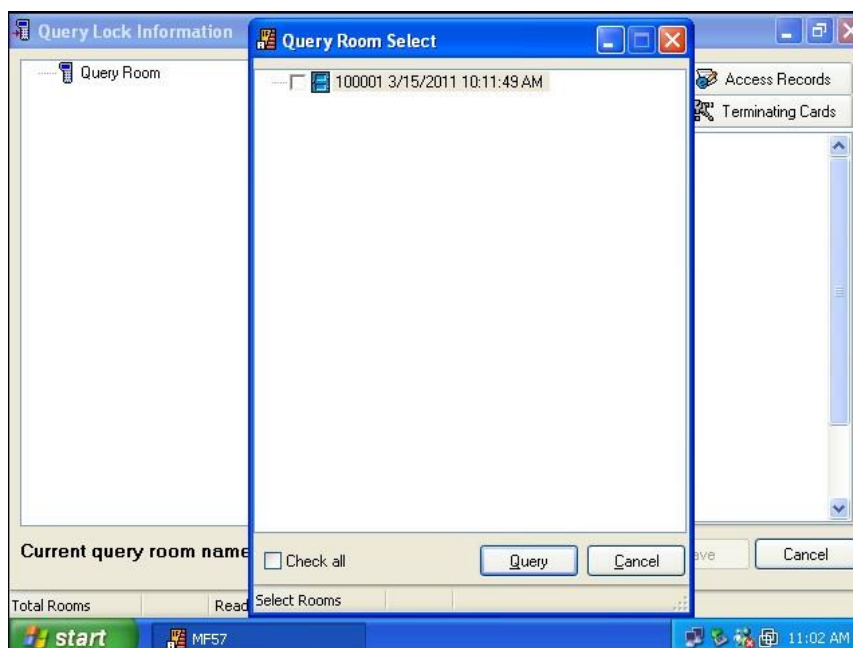 Query Lock Information
Query Room Select
Query Room
100001 3/15/2011 10:11:49 AM
Access Records
Terminating Cards
Current query room name
Check all
Query
Cancel
Cancel
Total Rooms
Read
Select Rooms
start
MF57
11:02 AM